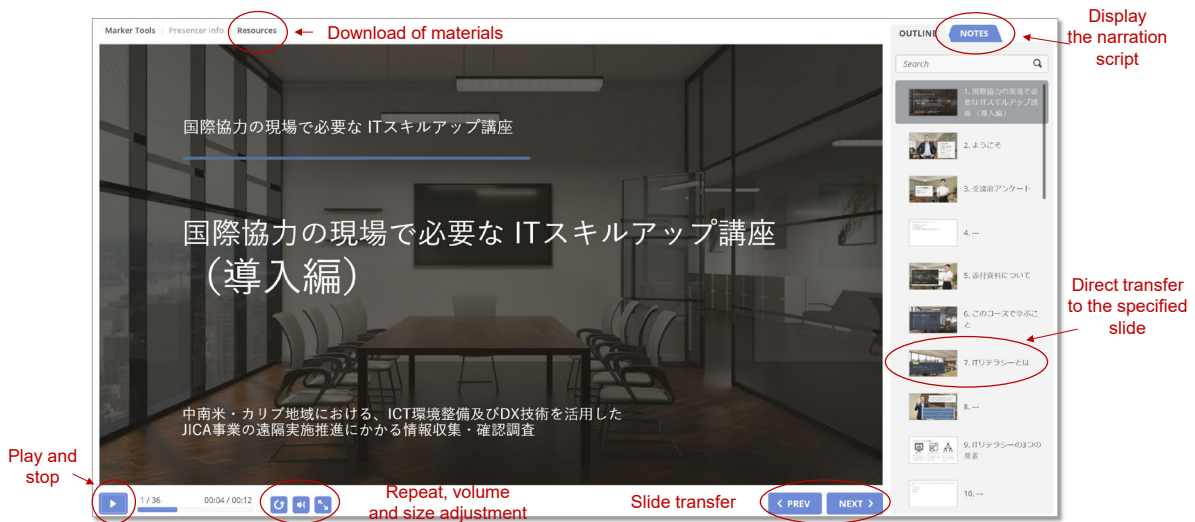 Marker Tools | Presenter Info Resources
Download of materials
OUTLINE NOTES
Display
the narration
script
Search
国際協力の現場で必要な ITスキルアップ講座
国際協力の現場で必要な ITスキルアップ講座
（導入編）
中南米・カリブ地域における、ICT環境整備及びDX技術を活用した
JICA事業の遠隔実施推進にかかる情報収集・確認調査
1. 国際協力の現場で必
要な ITスキルアップ講
座 （導入編）
2. ようこそ
3. 受講前アンケート
4. ---
5. 添付資料について
6. このコースで学ぶこ
と
7. ITリテラシーとは
8. ---
9. ITリテラシーの3つの
要素
10. ---
Direct transfer
to the specified
slide
Play and
stop
1 / 36
00:04 / 00:12
Repeat, volume
and size adjustment
Slide transfer
PREV
NEXT